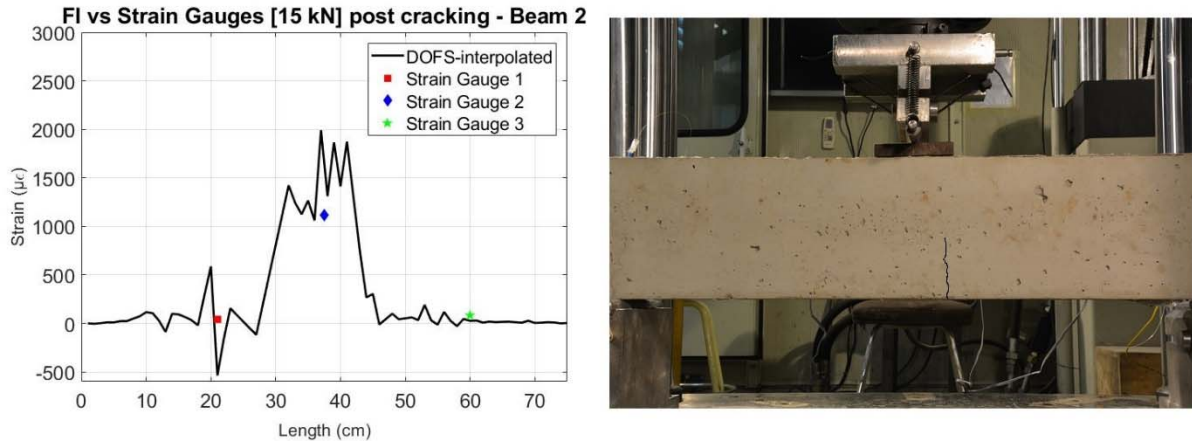 FI vs Strain Gauges [15 kN] post cracking - Beam 2
3000
2500
2000
1500
1000
500
0
-500
Strain (µϵ)
DOFS-interpolated
Strain Gauge 1
Strain Gauge 2
Strain Gauge 3
0 10 20 30 40 50 60 70
Length (cm)